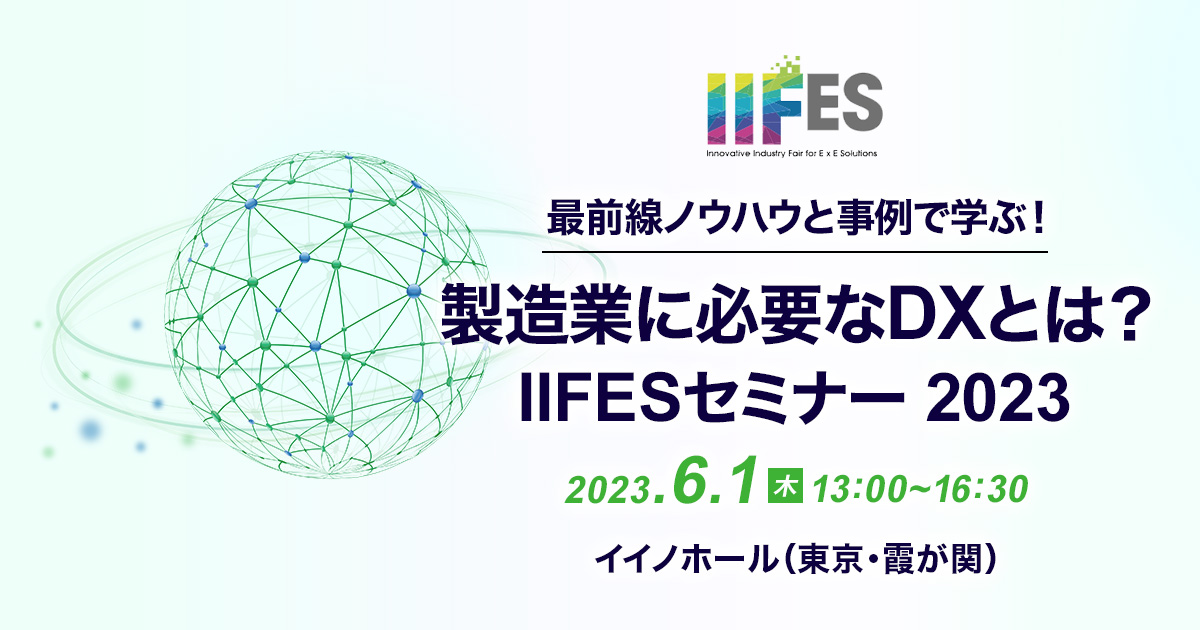 IIFES
Innovative Industry Fair for E x E Solutions
最前線ノウハウと事例で学ぶ！
製造業に必要なDXとは？
IIFESセミナー 2023
2023.6.1 木 13:00~16:30
イイノホール（東京・霞が関）